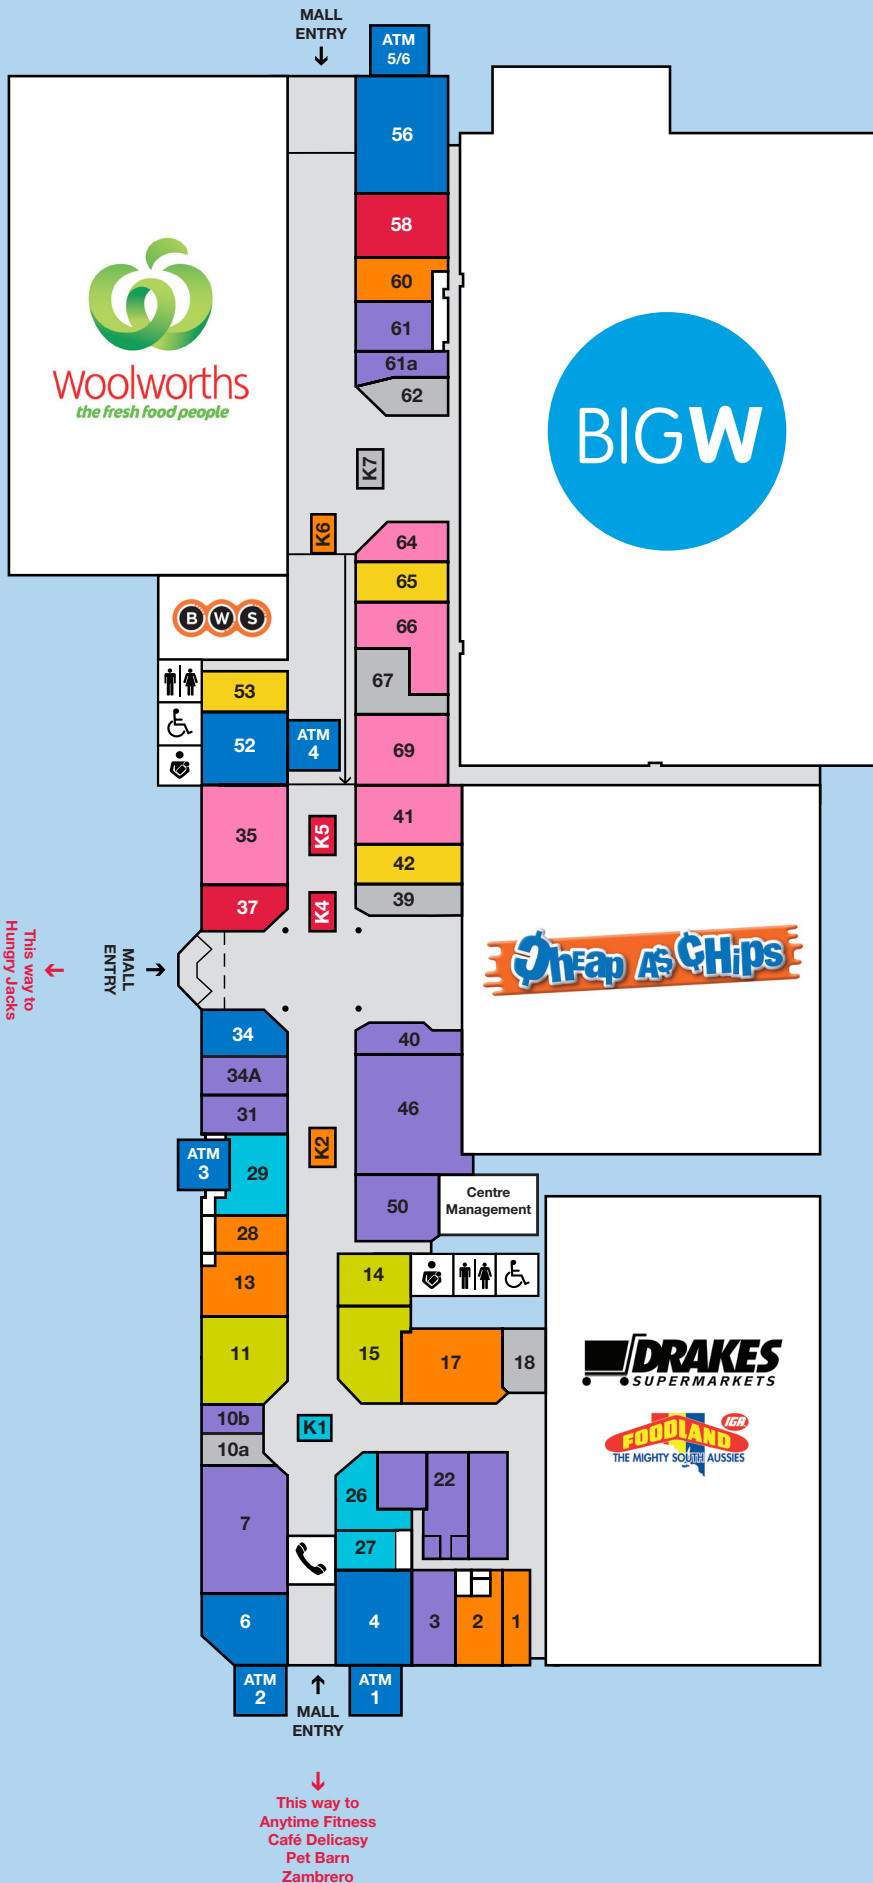 MALL
ENTRY
ATM
5/6
56
58
60
61
61a
62
Woolworths
the fresh food people
BIGW
K7
K6
64
65
66
67
69
BWS
53
52
ATM
4
35
K5
41
42
39
37
K4
Cheap As CHips
This way to
Hungry Jacks
MALL
ENTRY
34
34A
31
40
46
K2
ATM
3
29
50
Centre
Management
28
13
14
11
15
17
18
DRAKES
SUPERMARKETS
FOODLAND
IGA
THE MIGHTY SOUTH AUSSIES
10b
10a
K1
7
26
22
27
6
4
3
2
1
ATM
2
ATM
1
MALL
ENTRY
This way to
Anytime Fitness
Café Delicasy
Pet Barn
Zambrero